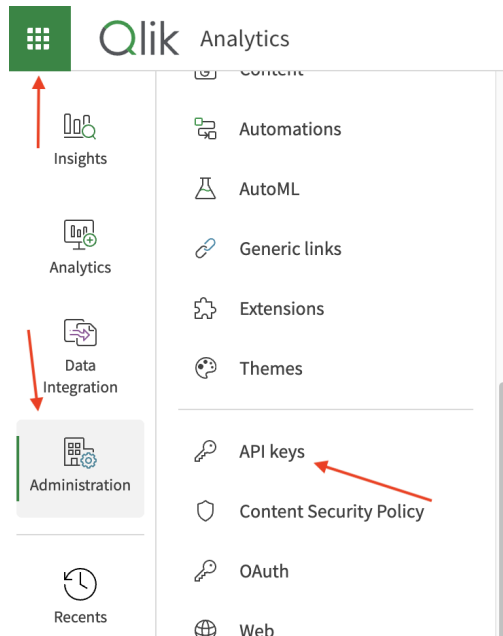 Qlik Analytics
Insights
Analytics
Data
Integration
Administration
Recents
Content
Automations
AutoML
Generic links
Extensions
Themes
API keys
Content Security Policy
OAuth
Web